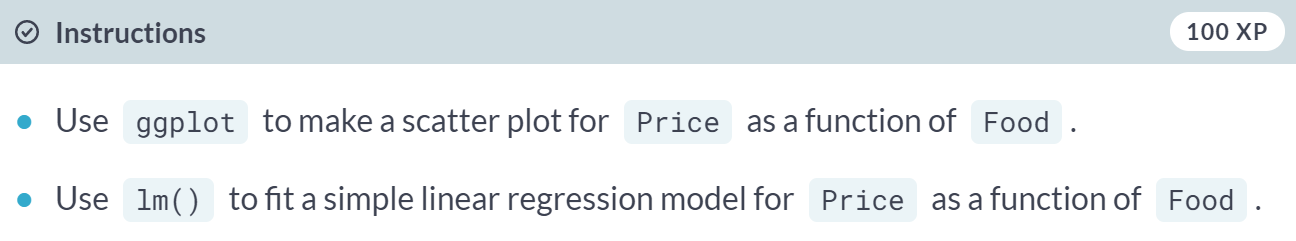 Instructions
100 XP
Use ggplot to make a scatter plot for Price as a function of Food .
Use lm() to fit a simple linear regression model for Price as a function of Food .